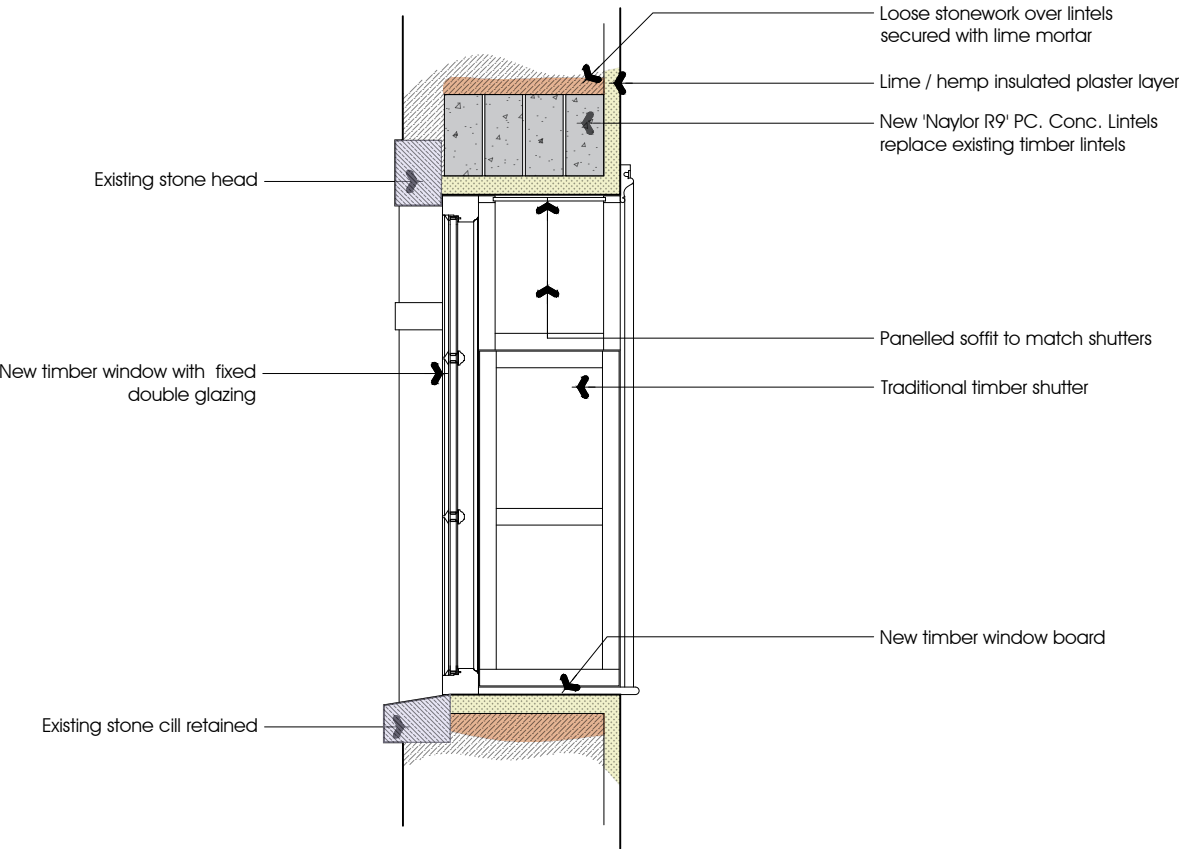 Loose stonework over lintels
secured with lime mortar
Lime / hemp insulated plaster layer
New 'Naylor R9' PC. Conc. Lintels
replace existing timber lintels
Existing stone head
Panelled soffit to match shutters
New timber window with fixed
double glazing
Traditional timber shutter
New timber window board
Existing stone cill retained